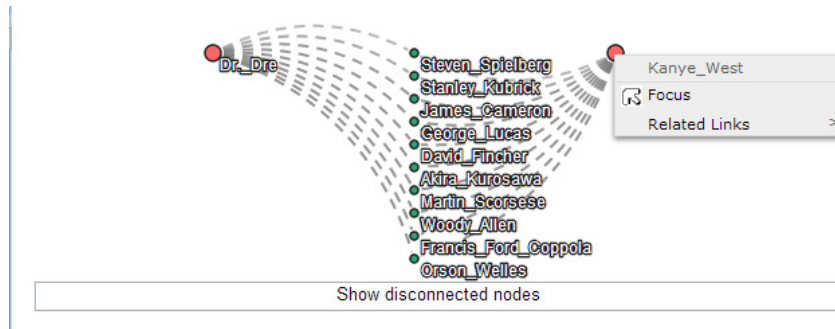 Dr._Dre
Steven_Spielberg
Stanley_Kubrick
James_Cameron
George_Lucas
David_Fincher
Akira_Kurosawa
Martin_Scorsese
Woody_Allen
Francis_Ford_Coppola
Orson_Welles
Kanye_West
Focus
Related Links >
Show disconnected nodes